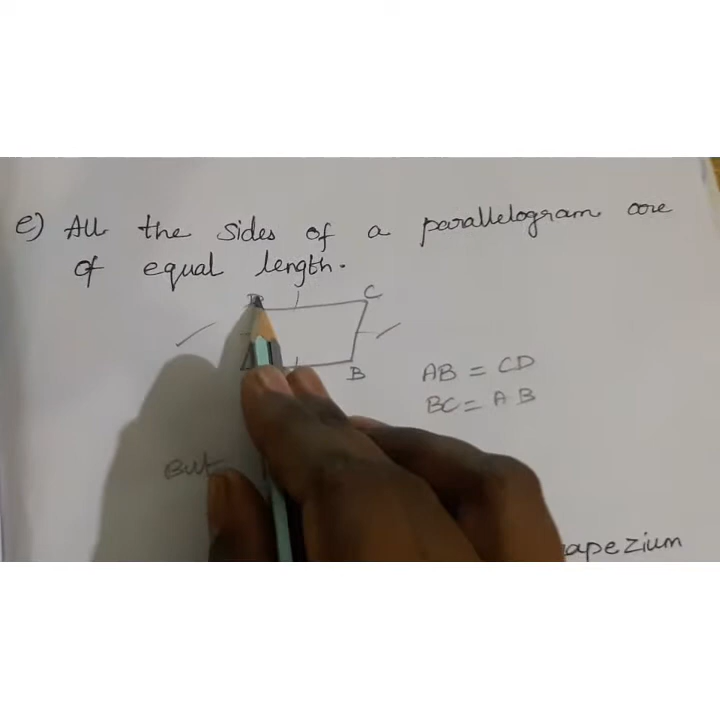 e) All the sides of a parallelogram are
of equal length.
D C
A B
AB = CD
BC = AB
But
apezium